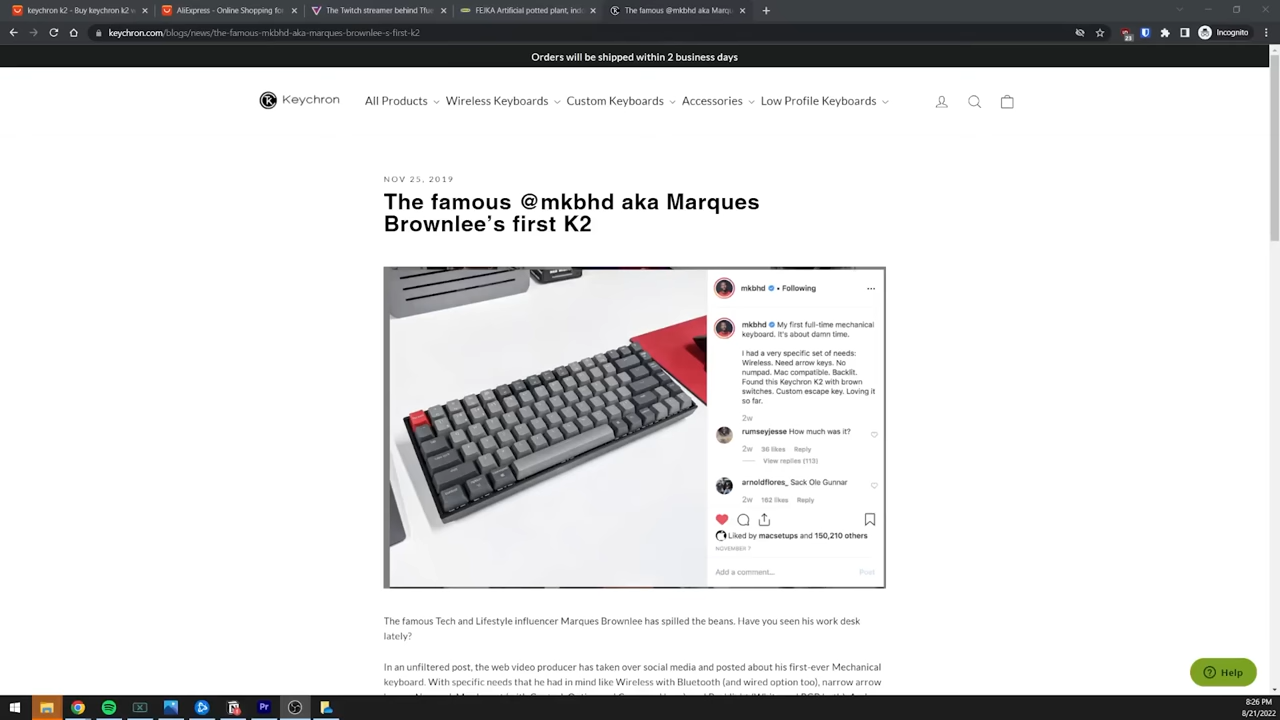 keychron k2 - Buy keychron k2 w
AliExpress - Online Shopping fo
The Twitch streamer behind Tfue
FEJKA Artificial potted plant, ind
The famous @mkbhd aka Marqu
keychron.com/blogs/news/the-famous-mkbhd-aka-marques-brownlee-s-first-k2
23
Incognito
Orders will be shipped within 2 business days
Keychron
All Products
Wireless Keyboards
Custom Keyboards
Accessories
Low Profile Keyboards
NOV 25, 2019
The famous @mkbhd aka Marques
Brownlee's first K2
mkbhd • Following
mkbhd My first full-time mechanical
keyboard. It's about damn time.
I had a very specific set of needs:
Wireless. Need arrow keys. No
numpad. Mac compatible. Backlit.
Found this Keychron K2 with brown
switches. Custom escape key. Loving it
so far.
2w
rumseyjesse How much was it?
2w 36 likes Reply
View replies (113)
arnoldflores_ Sack Ole Gunnar
2w 162 likes Reply
Liked by macsetups and 150,210 others
NOVEMBER 7
Add a comment...
Post
The famous Tech and Lifestyle influencer Marques Brownlee has spilled the beans. Have you seen his work desk
lately?
In an unfiltered post, the web video producer has taken over social media and posted about his first-ever Mechanical
keyboard. With specific needs that he had in mind like Wireless with Bluetooth (and wired option too), narrow arrow
Help
8:26 PM
8/21/2022